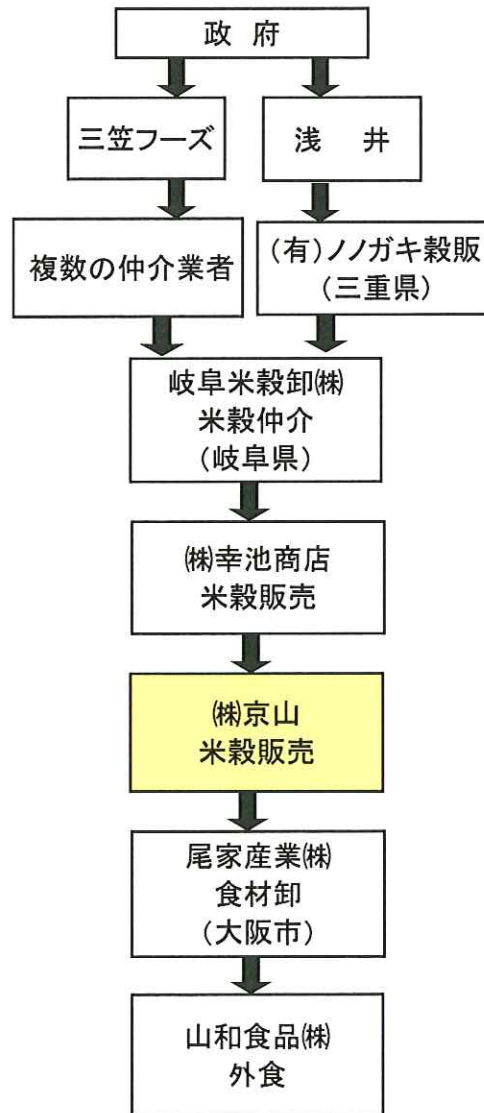 政 府
三笠フーズ
浅 井
複数の仲介業者
(有)ノノガキ穀販
(三重県)
岐阜米穀卸㈱
米穀仲介
(岐阜県)
㈱幸池商店
米穀販売
㈱京山
米穀販売
尾家産業㈱
食材卸
(大阪市)
山和食品㈱
外食